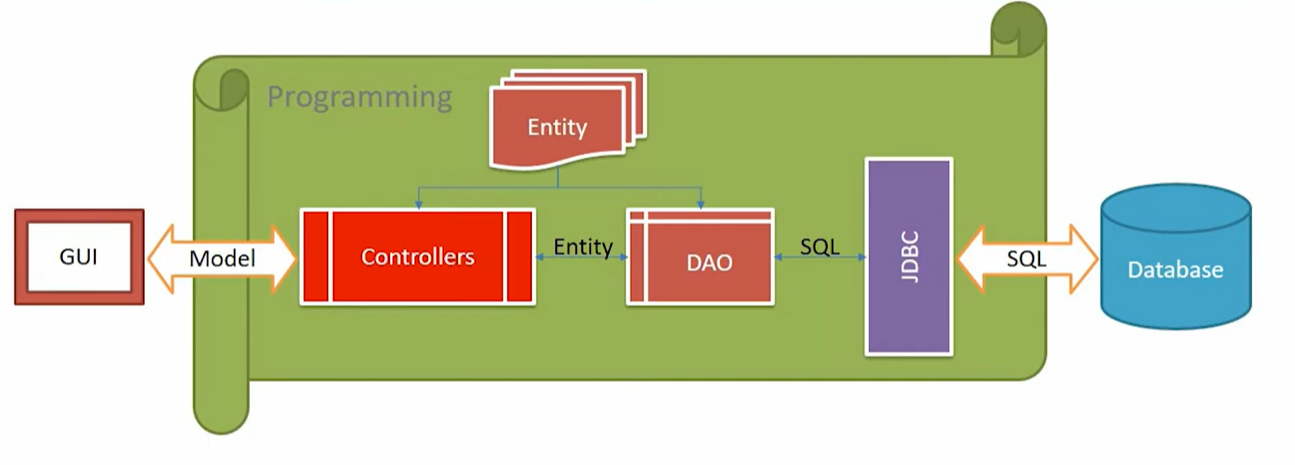 Programming
Entity
GUI
Model
Controllers
Entity
DAO
SQL
JDBC
SQL
Database